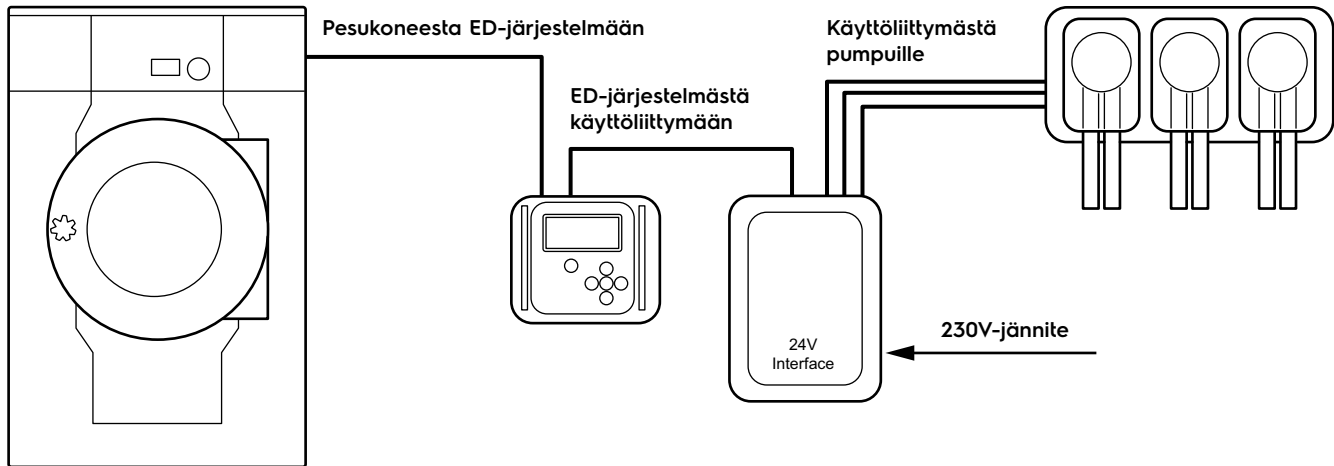 Pesukoneesta ED-järjestelmään
Käyttöliittymästä
pumpuille
ED-järjestelmästä
käyttöliittymään
24V
Interface
230V-jännite